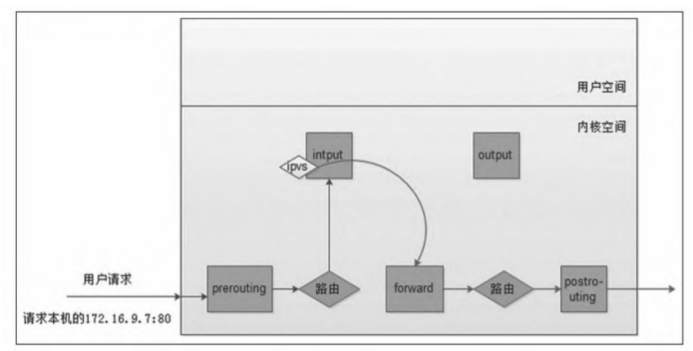 用户空间
内核空间
intput
output
ipvs
用户请求
prerouting
路由
forward
路由
postro-
uting
请求本机的172.16.9.7:80